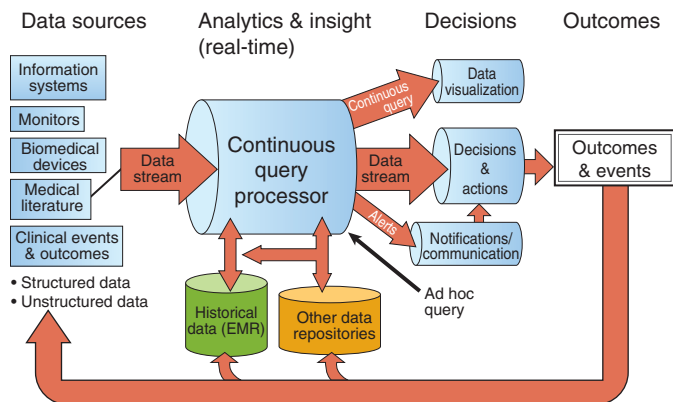 Data sources
Analytics & insight
(real-time)
Decisions
Outcomes
Information
systems
Monitors
Biomedical
devices
Medical
literature
Clinical events
& outcomes
• Structured data
• Unstructured data
Data
stream
Continuous
query
processor
Continuous
query
Data
stream
Alerts
Data
visualization
Decisions
&
actions
Notifications/
communication
Outcomes
& events
Ad hoc
query
Historical
data (EMR)
Other data
repositories